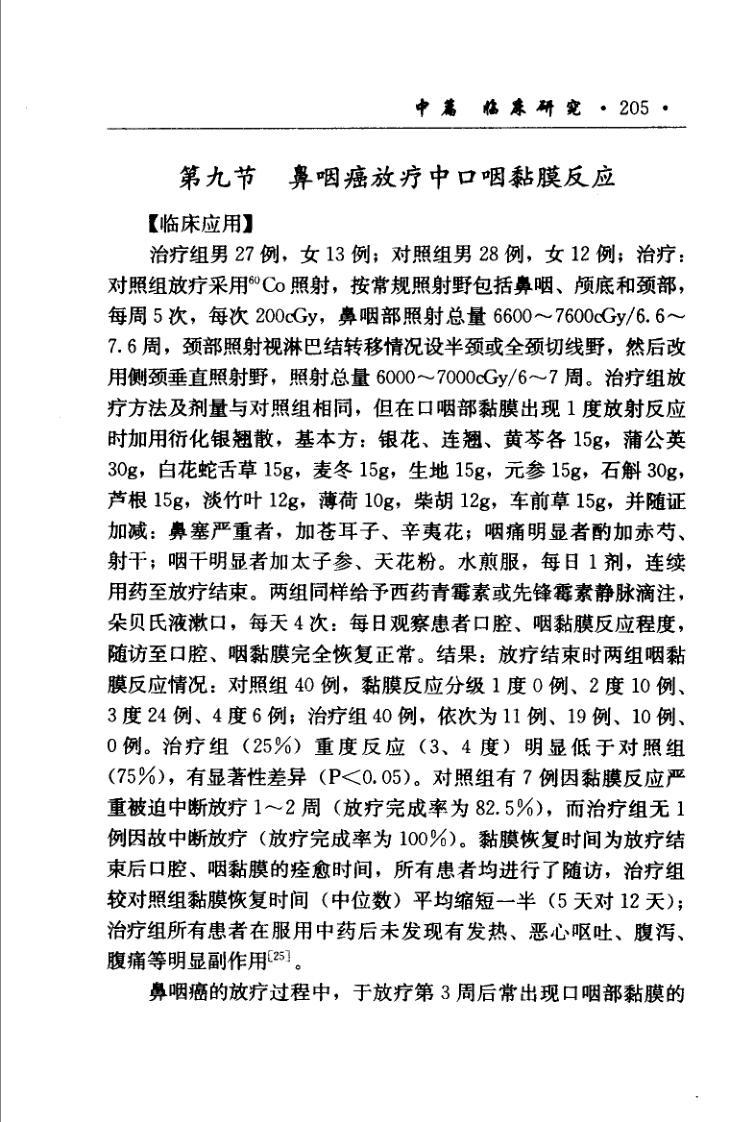 中篇 临床研究 · 205 ·
第九节 鼻咽癌放疗中口咽黏膜反应
【临床应用】
治疗组男 27 例，女 13 例；对照组男 28 例，女 12 例；治疗：
对照组放疗采用⁶⁰Co 照射，按常规照射野包括鼻咽、颅底和颈部，
每周 5 次，每次 200cGy，鼻咽部照射总量 6600～7600cGy/6.6～
7.6 周，颈部照射视淋巴结转移情况设半颈或全颈切线野，然后改
用侧颈垂直照射野，照射总量 6000～7000cGy/6～7 周。治疗组放
疗方法及剂量与对照组相同，但在口咽部黏膜出现 1 度放射反应
时加用衍化银翘散，基本方：银花、连翘、黄芩各 15g，蒲公英
30g，白花蛇舌草 15g，麦冬 15g，生地 15g，元参 15g，石斛 30g，
芦根 15g，淡竹叶 12g，薄荷 10g，柴胡 12g，车前草 15g，并随证
加减：鼻塞严重者，加苍耳子、辛夷花；咽痛明显者酌加赤芍、
射干；咽干明显者加太子参、天花粉。水煎服，每日 1 剂，连续
用药至放疗结束。两组同样给予西药青霉素或先锋霉素静脉滴注，
朵贝氏液漱口，每天 4 次：每日观察患者口腔、咽黏膜反应程度，
随访至口腔、咽黏膜完全恢复正常。结果：放疗结束时两组咽黏
膜反应情况：对照组 40 例，黏膜反应分级 1 度 0 例、2 度 10 例、
3 度 24 例、4 度 6 例；治疗组 40 例，依次为 11 例、19 例、10 例、
0 例。治疗组（25%）重度反应（3、4 度）明显低于对照组
（75%），有显著性差异（P＜0.05）。对照组有 7 例因黏膜反应严
重被迫中断放疗 1～2 周（放疗完成率为 82.5%），而治疗组无 1
例因故中断放疗（放疗完成率为 100%）。黏膜恢复时间为放疗结
束后口腔、咽黏膜的痊愈时间，所有患者均进行了随访，治疗组
较对照组黏膜恢复时间（中位数）平均缩短一半（5 天对 12 天）；
治疗组所有患者在服用中药后未发现有发热、恶心呕吐、腹泻、
腹痛等明显副作用[25]。
鼻咽癌的放疗过程中，于放疗第 3 周后常出现口咽部黏膜的